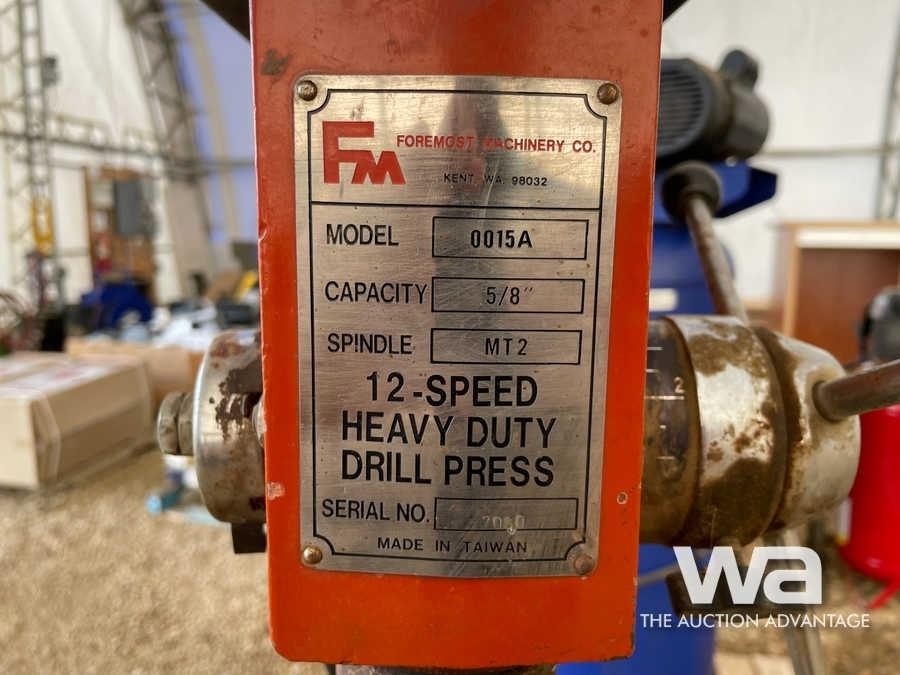 FM FOREMOST MACHINERY CO.
KENT, WA. 98032
MODEL 0015A
CAPACITY 5/8"
SPINDLE MT2
12-SPEED
HEAVY DUTY
DRILL PRESS
SERIAL NO.
MADE IN TAIWAN
2
wa
THE AUCTION ADVANTAGE